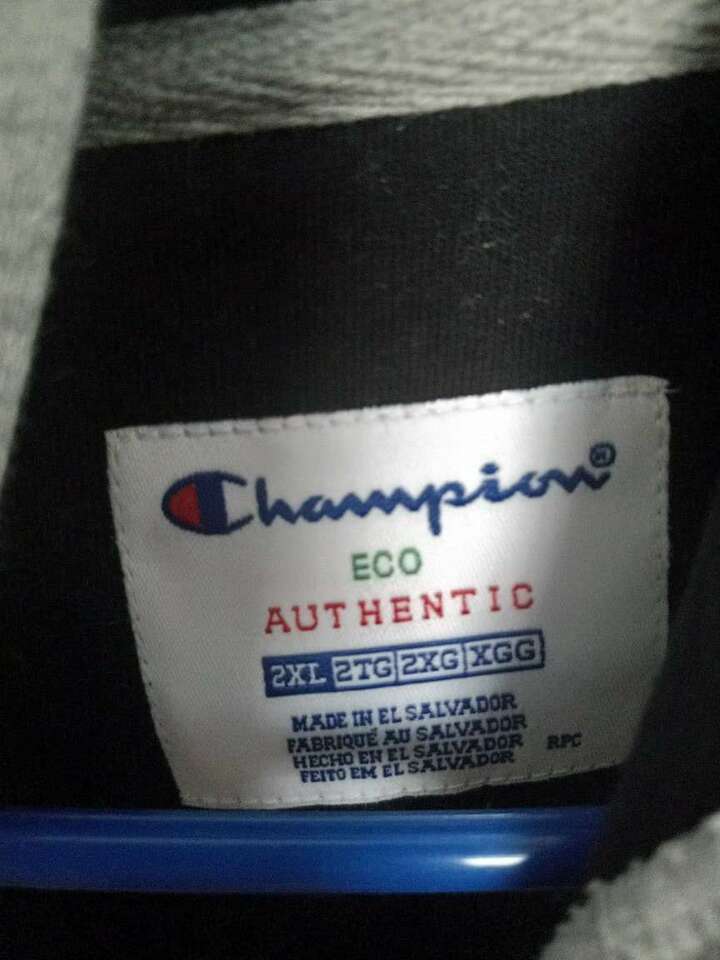 Champion®
ECO
AUTHENTIC
2XL 2TG 2XG XGG
MADE IN EL SALVADOR
FABRIQUÉ AU SALVADOR
HECHO EN EL SALVADOR RPC
FEITO EM EL SALVADOR